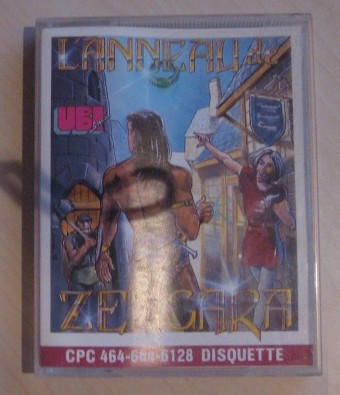 L'ANNEAU de
UBI
ZENGARA
CPC 464-664-6128 DISQUETTE